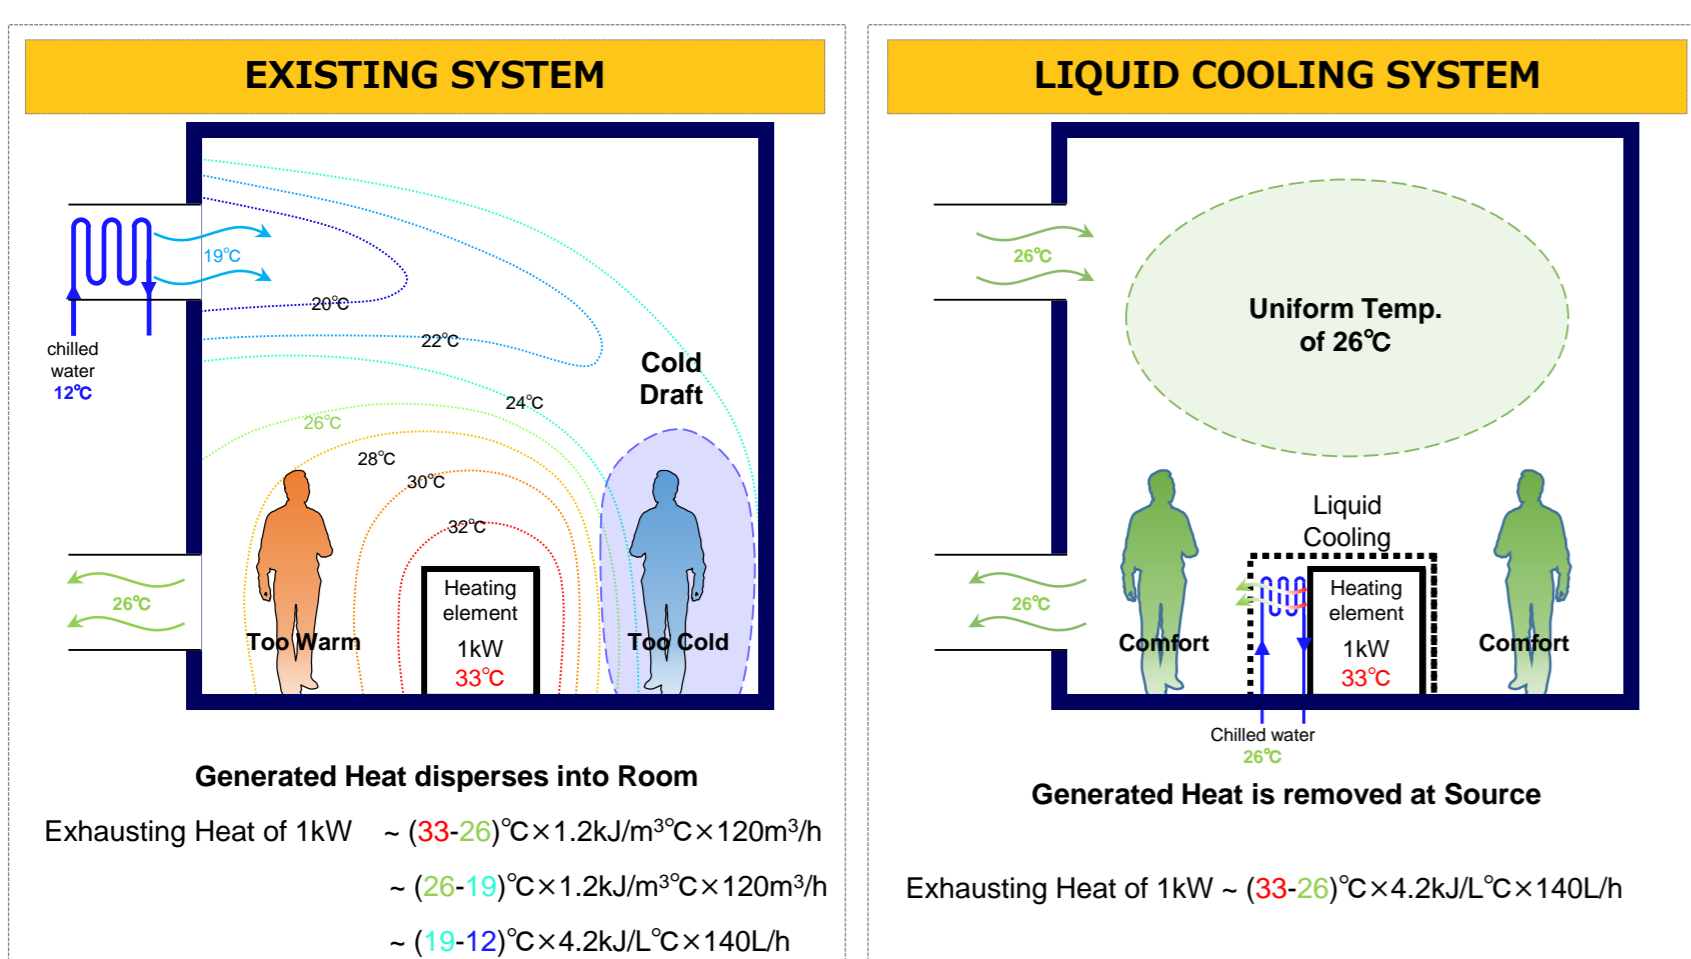 EXISTING SYSTEM
19℃
20℃
chilled
water
12℃
22℃
Cold
Draft
24℃
26℃
28℃
30℃
32℃
26℃
Heating
element
1kW
33℃
Too Warm
Too Cold
Generated Heat disperses into Room
Exhausting Heat of 1kW ~ (33-26)℃×1.2kJ/m³℃×120m³/h
~ (26-19)℃×1.2kJ/m³℃×120m³/h
~ (19-12)℃×4.2kJ/L℃×140L/h
LIQUID COOLING SYSTEM
26℃
Uniform Temp.
of 26℃
Liquid
Cooling
26℃
Heating
element
1kW
33℃
Comfort
Comfort
Chilled water
26℃
Generated Heat is removed at Source
Exhausting Heat of 1kW ~ (33-26)℃×4.2kJ/L℃×140L/h